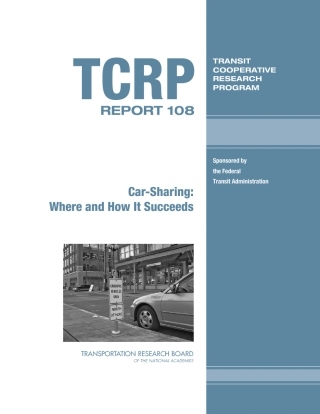 TCRP
REPORT 108
TRANSIT
COOPERATIVE
RESEARCH
PROGRAM
Sponsored by
the Federal
Transit Administration
Car-Sharing:
Where and How It Succeeds
TRANSPORTATION RESEARCH BOARD
OF THE NATIONAL ACADEMIES